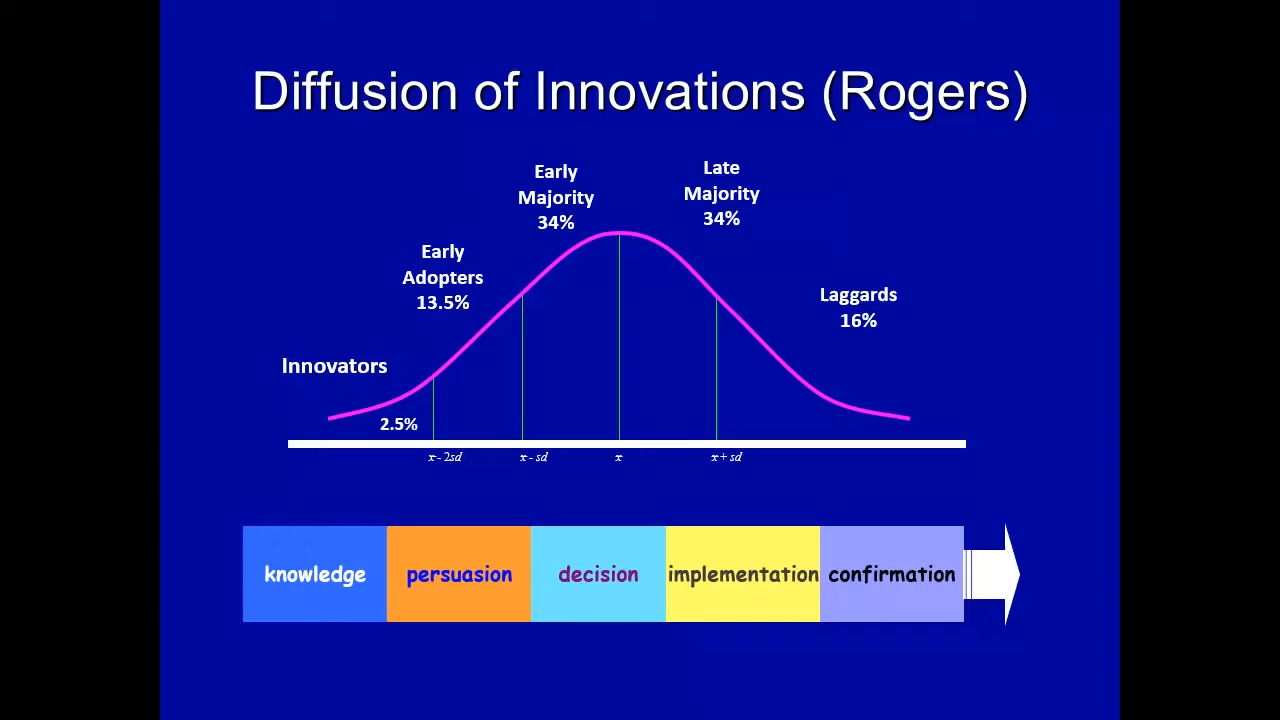 Diffusion of Innovations (Rogers)
Early
Majority
34%
Late
Majority
34%
Early
Adopters
13.5%
Laggards
16%
Innovators
2.5%
x - 2sd
x - sd
x
x + sd
knowledge
persuasion
decision
implementation
confirmation